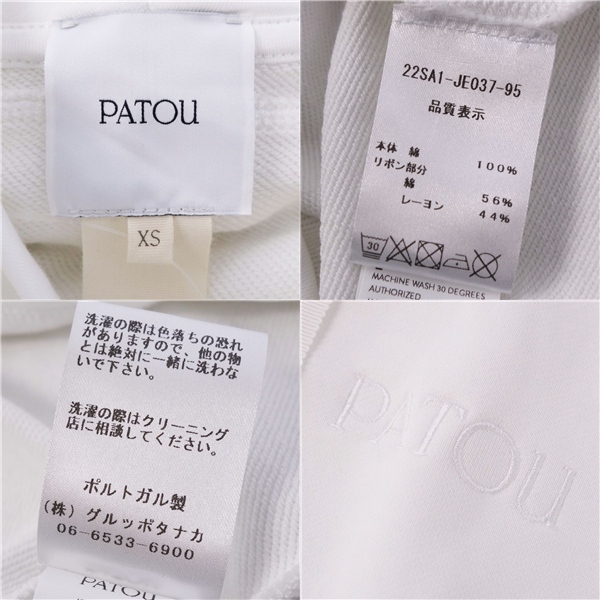 PATOU
XS
22SA1-JE037-95
品質表示
本体 綿 100%
リボン部分
綿 56%
レーヨン 44%
30
MACHINE WASH 30 DEGREES
AUTHORIZED
洗濯の際は色落ちの恐れ
がありますので、他の物
とは絶対に一緒に洗わな
いで下さい。
洗濯の際はクリーニング
店に相談してください。
ポルトガル製
(株) グルッポタナカ
06-6533-6900
PATOU
PATOU